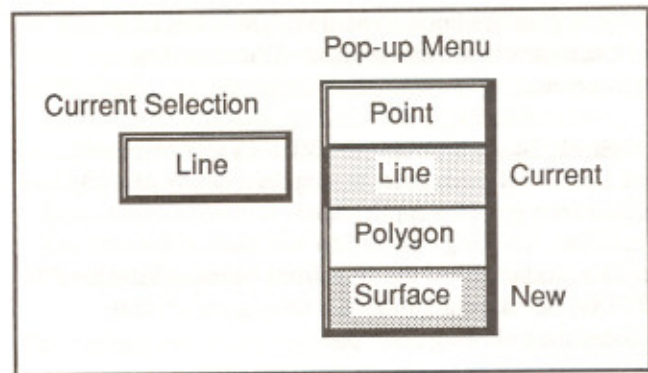 Pop-up Menu
Current Selection
Point
Line
Line
Current
Polygon
Surface
New